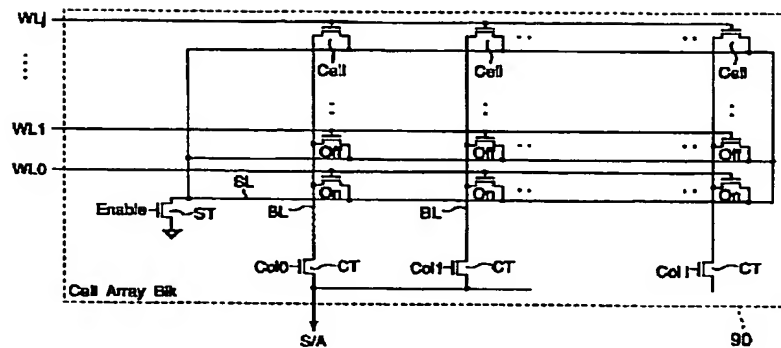 WLj
Cell Cell Cell
WL1
Off Off Off
WL0
On On On
SL
Enable ST BL BL
Col0 CT Col1 CT Col i CT
Cell Array Blk
S/A 90